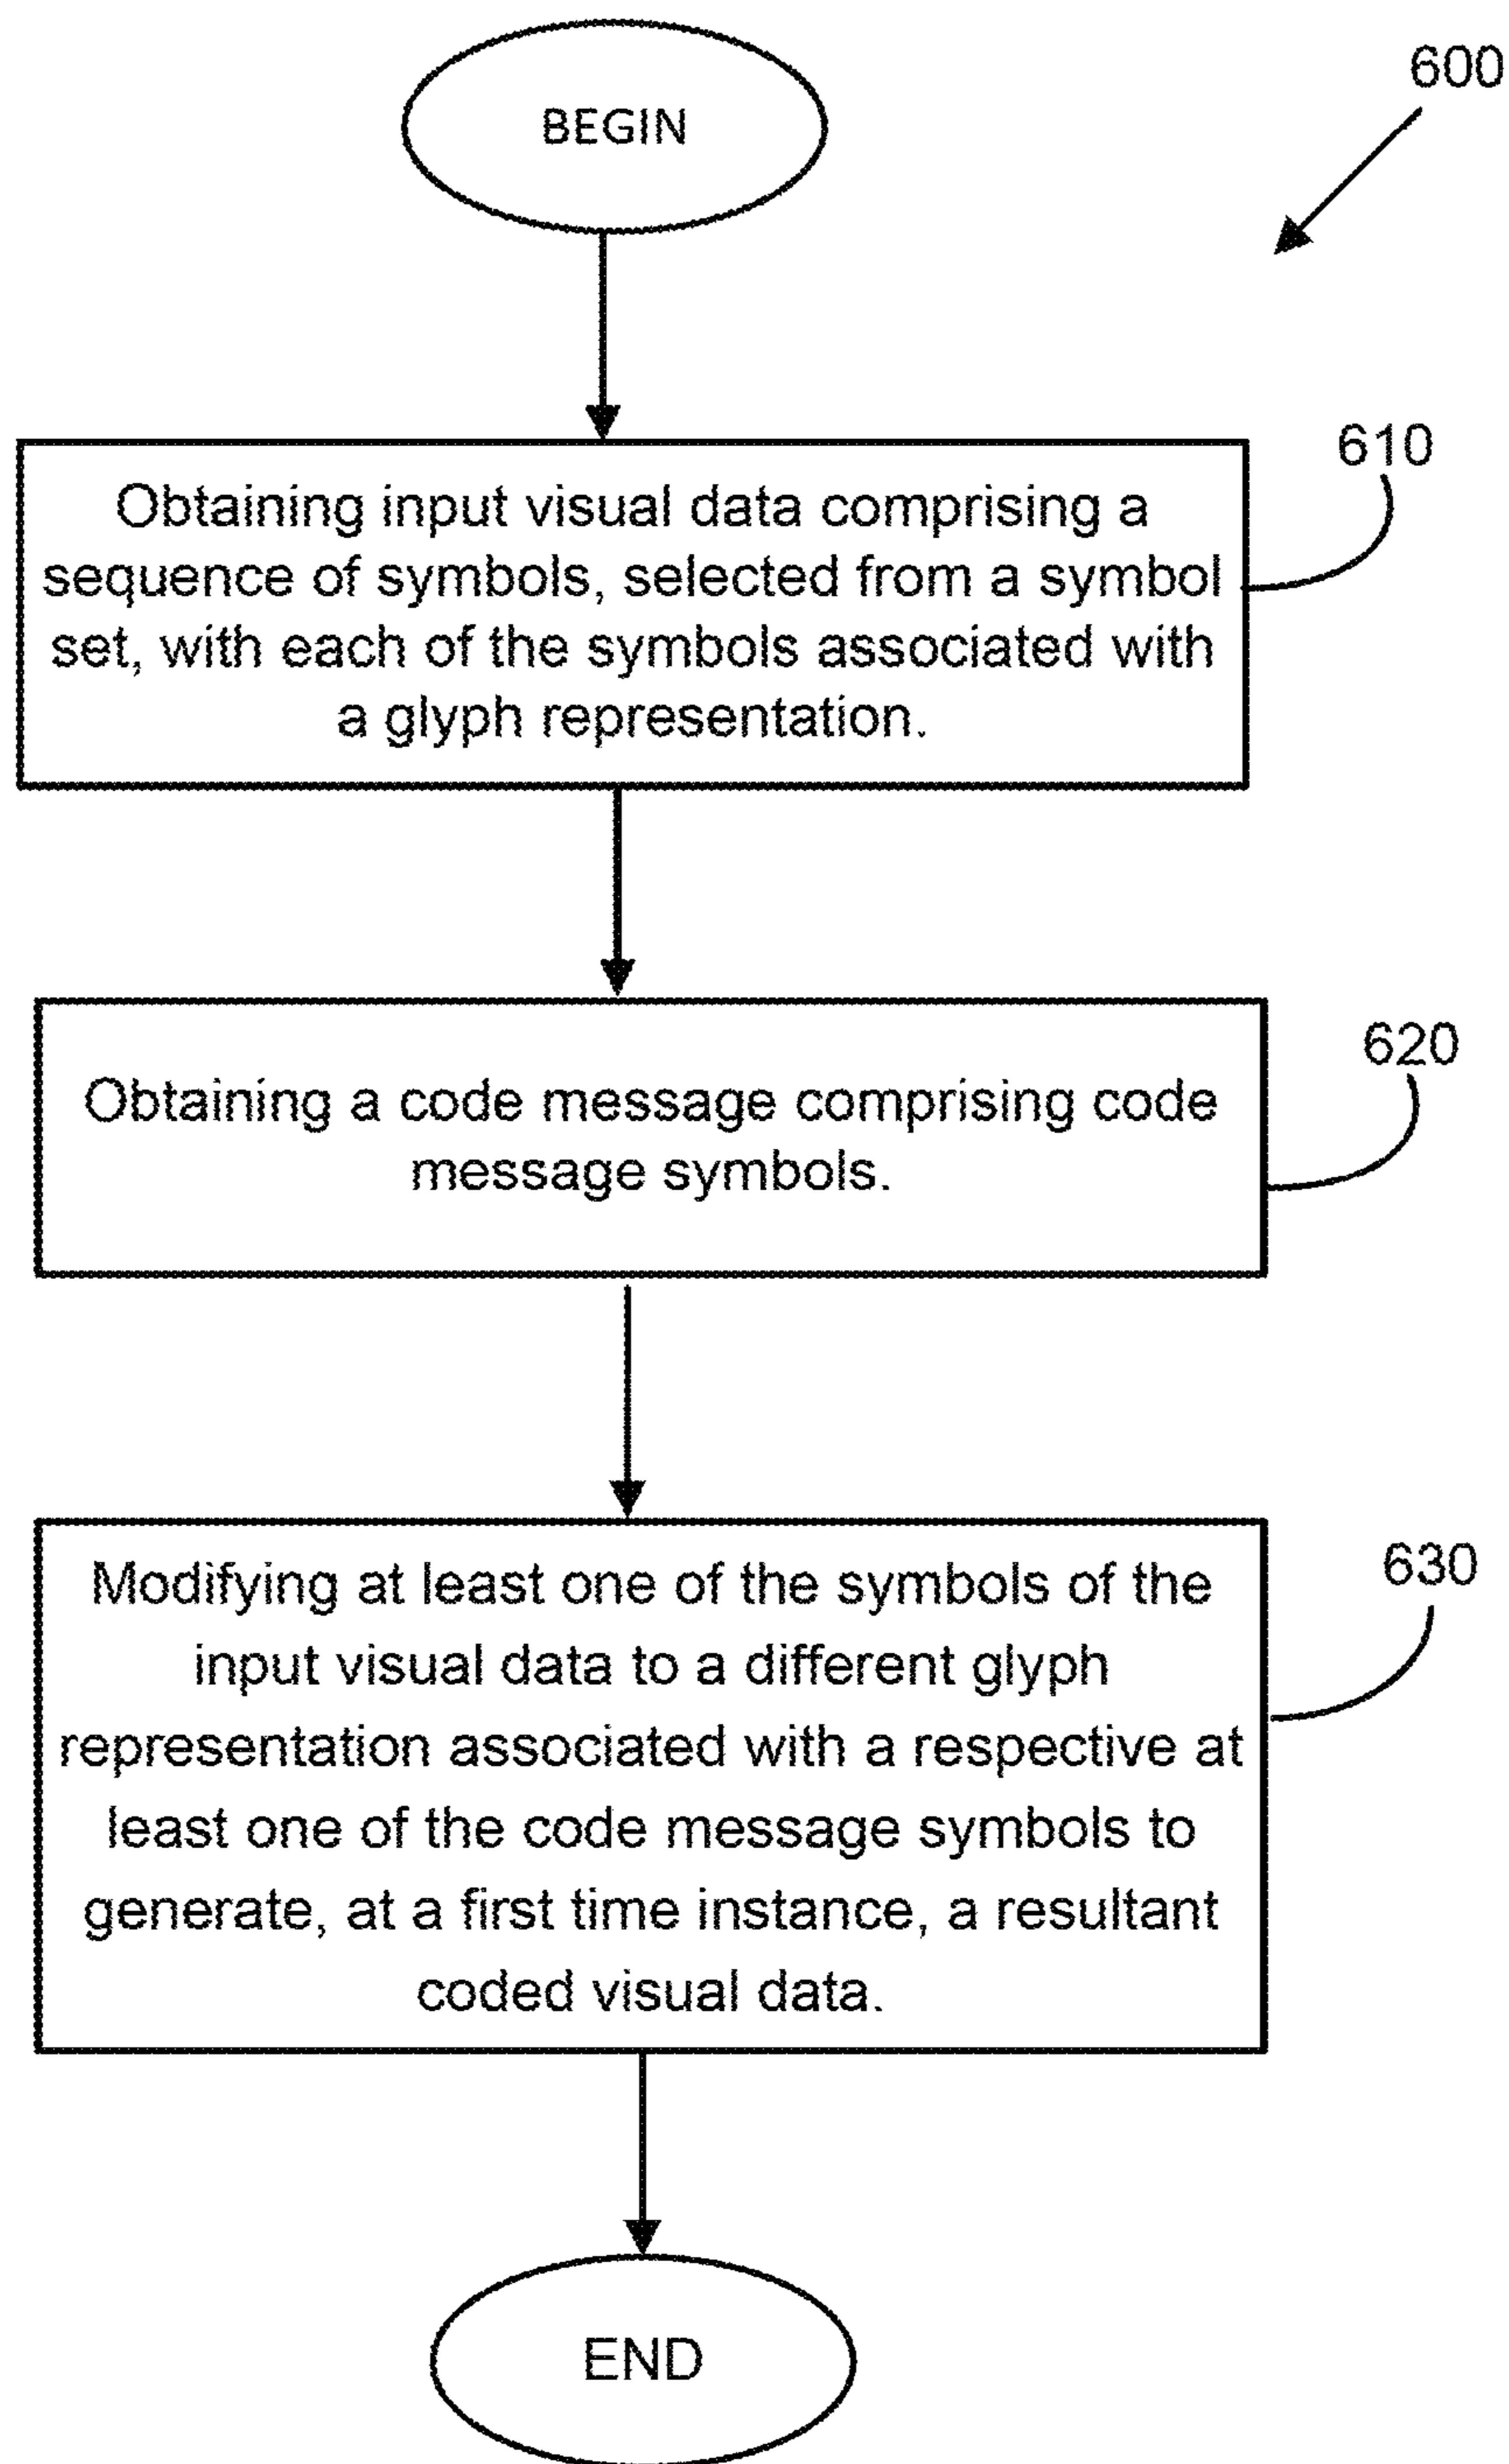 BEGIN
600
610
Obtaining input visual data comprising a
sequence of symbols, selected from a symbol
set, with each of the symbols associated with
a glyph representation.
620
Obtaining a code message comprising code
message symbols.
630
Modifying at least one of the symbols of the
input visual data to a different glyph
representation associated with a respective at
least one of the code message symbols to
generate, at a first time instance, a resultant
coded visual data.
END